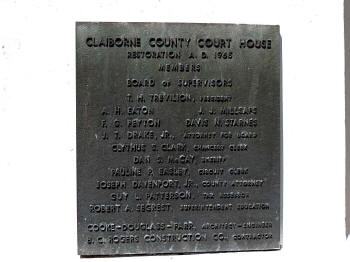 CLAIBORNE COUNTY COURT HOUSE
RESTORATION A. D. 1965
MEMBERS
BOARD OF SUPERVISORS
T. H. TREVILION, PRESIDENT
A. H. EATON J. J. MILLSAPS
F. G. PEYTON DAVIS N. STARNES
J. T. DRAKE, JR., ATTORNEY FOR BOARD
CLYTHUS S. CLARK, CHANCERY CLERK
DAN S. McCAY, SHERIFF
PAULINE P. EASLEY, CIRCUIT CLERK
JOSEPH DAVENPORT, JR., COUNTY ATTORNEY
GUY L. PATTERSON, TAX ASSESSOR
ROBERT A. SEGREST, SUPERINTENDENT EDUCATION
COOKE-DOUGLASS-FARR, ARCHITECT-ENGINEER
B. C. ROGERS CONSTRUCTION CO., CONTRACTOR